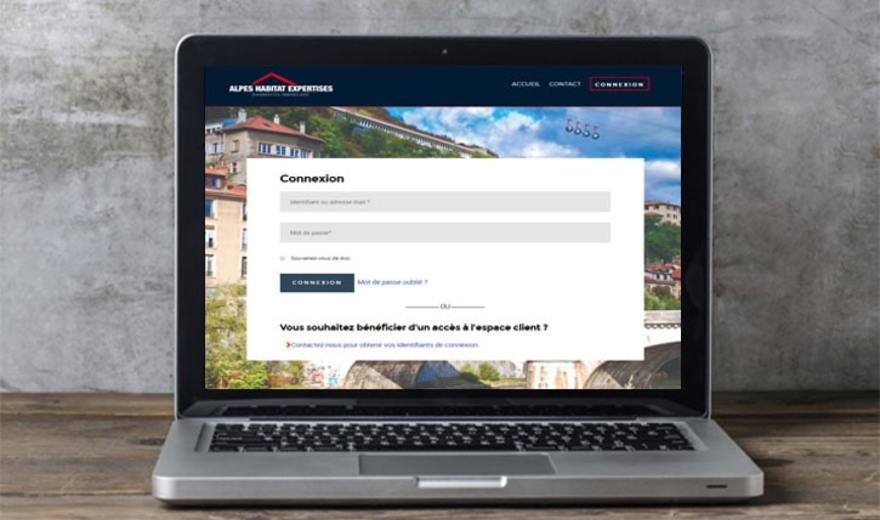 ALPES HABITAT EXPERTISES
ACCUEIL CONTACT CONNEXION
Connexion
Identifiant ou adresse mail *
Mot de passe*
Souvenez-vous de moi
CONNEXION Mot de passe oublié ?
OU
Vous souhaitez bénéficier d'un accès à l'espace client ?
Contactez-nous pour obtenir vos identifiants de connexion.